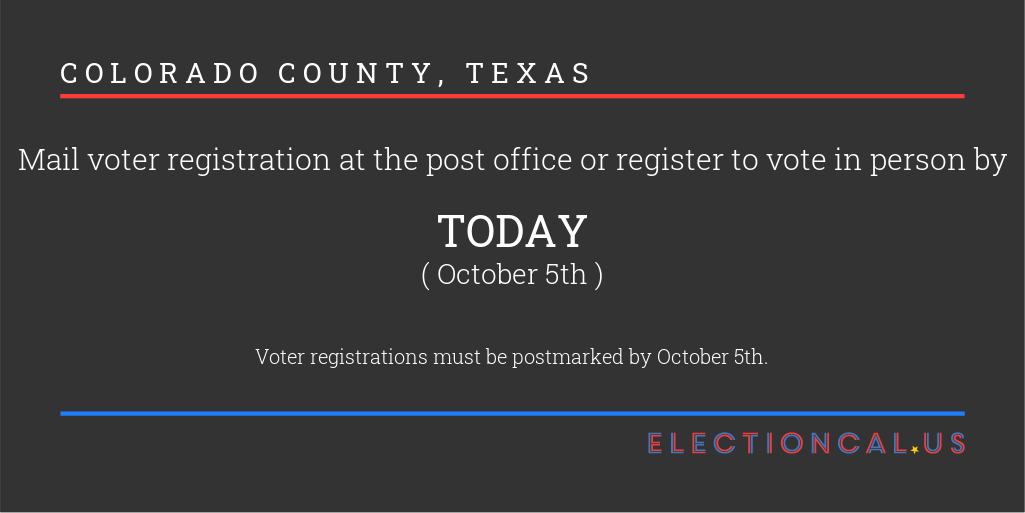 COLORADO COUNTY, TEXAS
Mail voter registration at the post office or register to vote in person by
TODAY
( October 5th )
Voter registrations must be postmarked by October 5th.
ELECTIONCAL.US